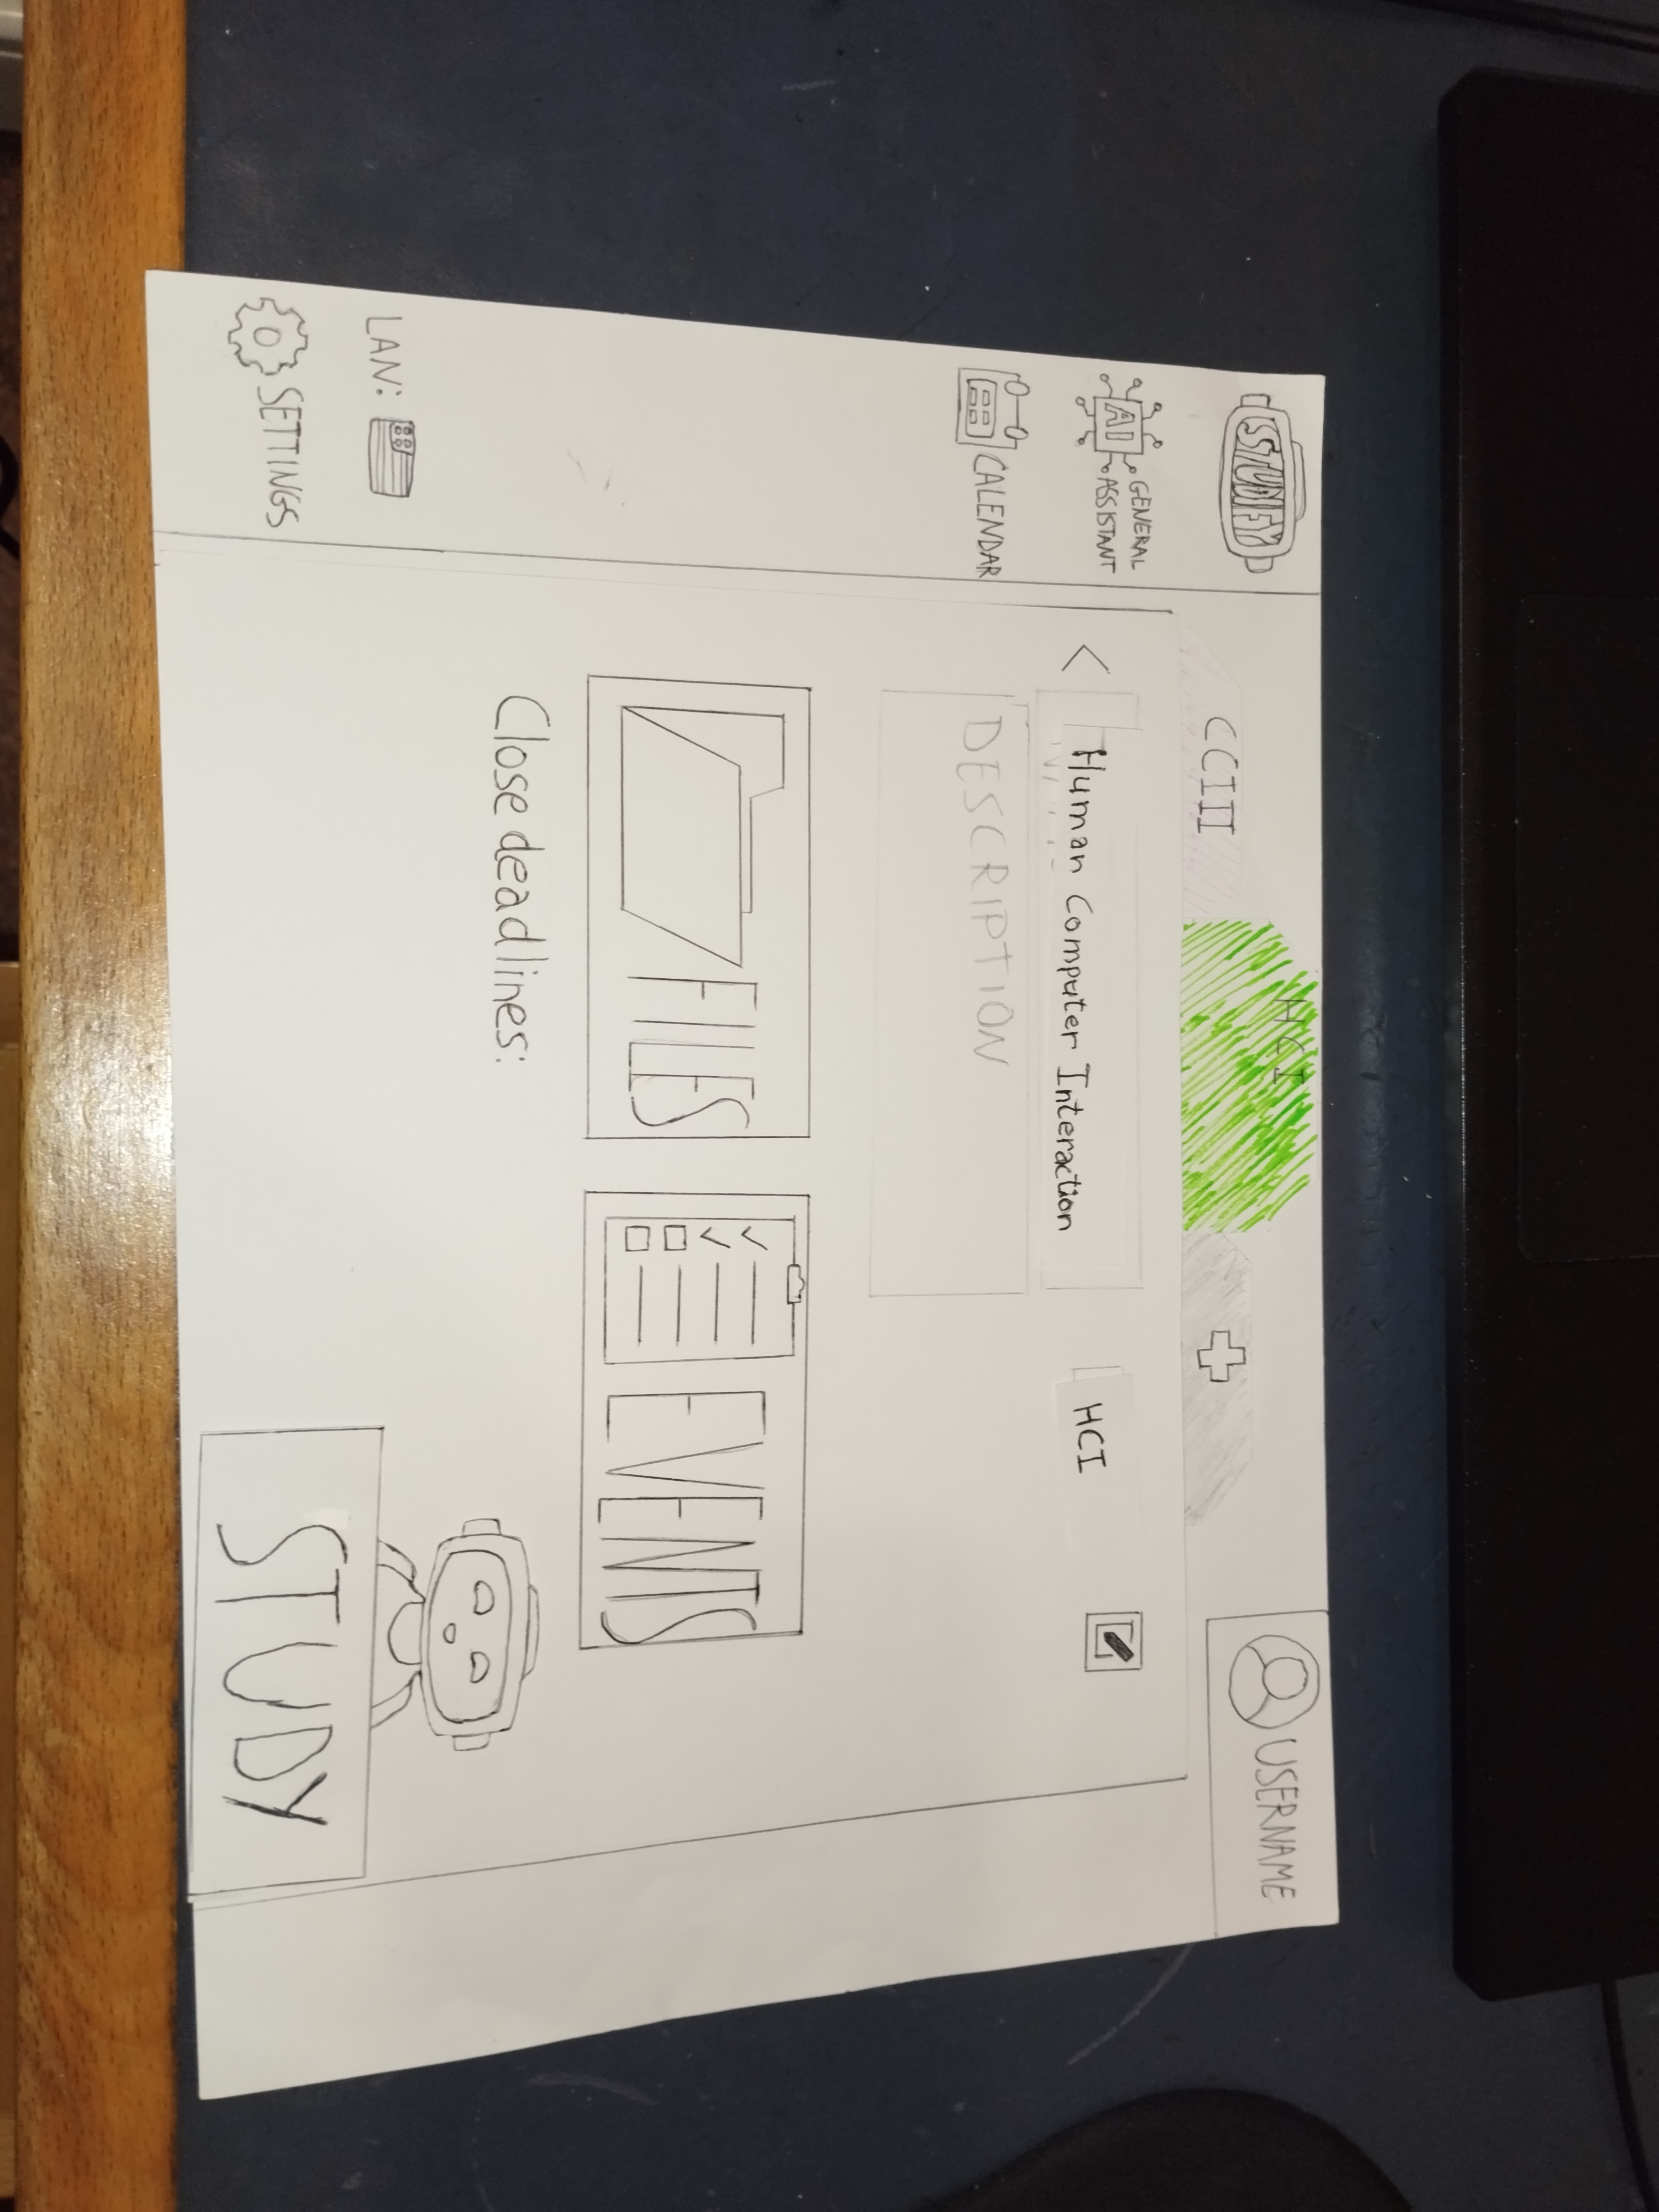 STUDIFY
CCIII
HCI
USERNAME
AI GENERAL
ASSISTANT
CALENDAR
LAN:
SETTINGS
< Human Computer Interaction
HCI
DESCRIPTION
FILES
EVENTS
Close deadlines:
STUDY